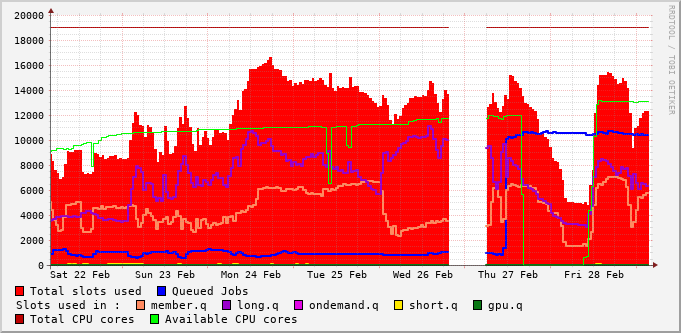 20000
18000
16000
14000
12000
10000
8000
6000
4000
2000
0
Sat 22 Feb Sun 23 Feb Mon 24 Feb Tue 25 Feb Wed 26 Feb Thu 27 Feb Fri 28 Feb
Total slots used Queued Jobs
Slots used in : member.q long.q ondemand.q short.q gpu.q
Total CPU cores Available CPU cores
RRDTOOL / TOBI OETIKER